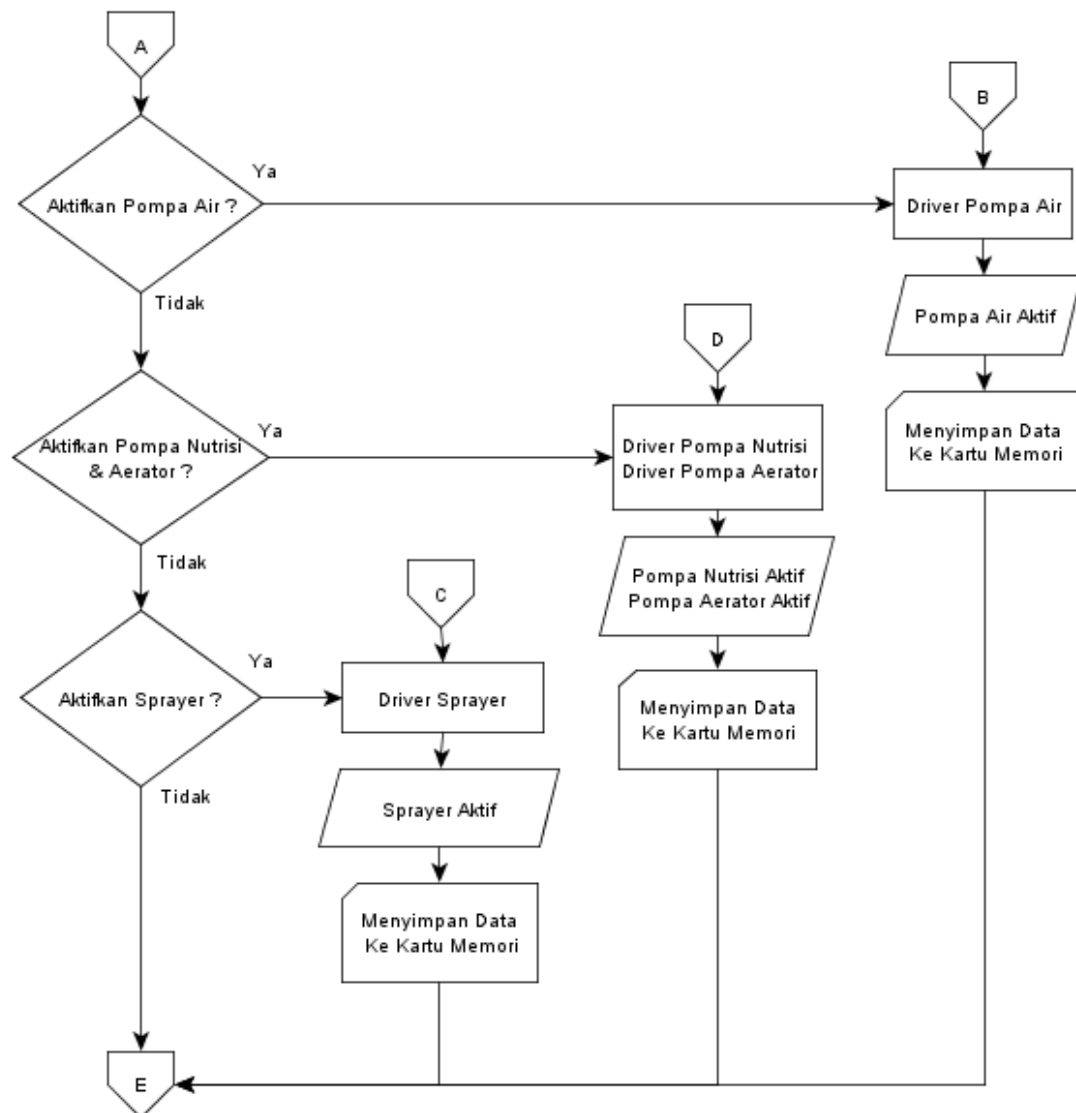 A
B
Ya
Aktifkan Pompa Air ?
Driver Pompa Air
Tidak
Pompa Air Aktif
D
Aktifkan Pompa Nutrisi
& Aerator ?
Ya
Driver Pompa Nutrisi
Driver Pompa Aerator
Menyimpan Data
Ke Kartu Memori
Tidak
Pompa Nutrisi Aktif
Pompa Aerator Aktif
C
Ya
Aktifkan Sprayer ?
Driver Sprayer
Menyimpan Data
Ke Kartu Memori
Tidak
Sprayer Aktif
Menyimpan Data
Ke Kartu Memori
E